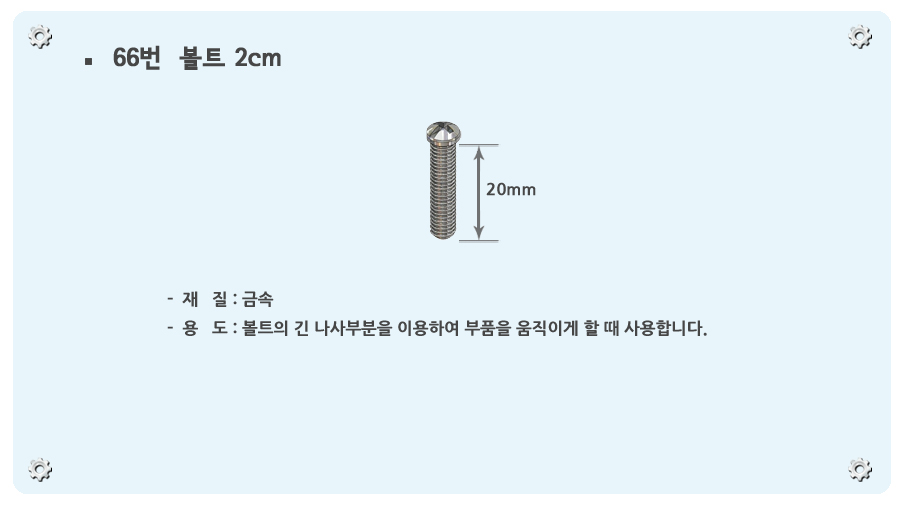 ▪ 66번 볼트 2cm
20mm
- 재 질 : 금속
- 용 도 : 볼트의 긴 나사부분을 이용하여 부품을 움직이게 할 때 사용합니다.